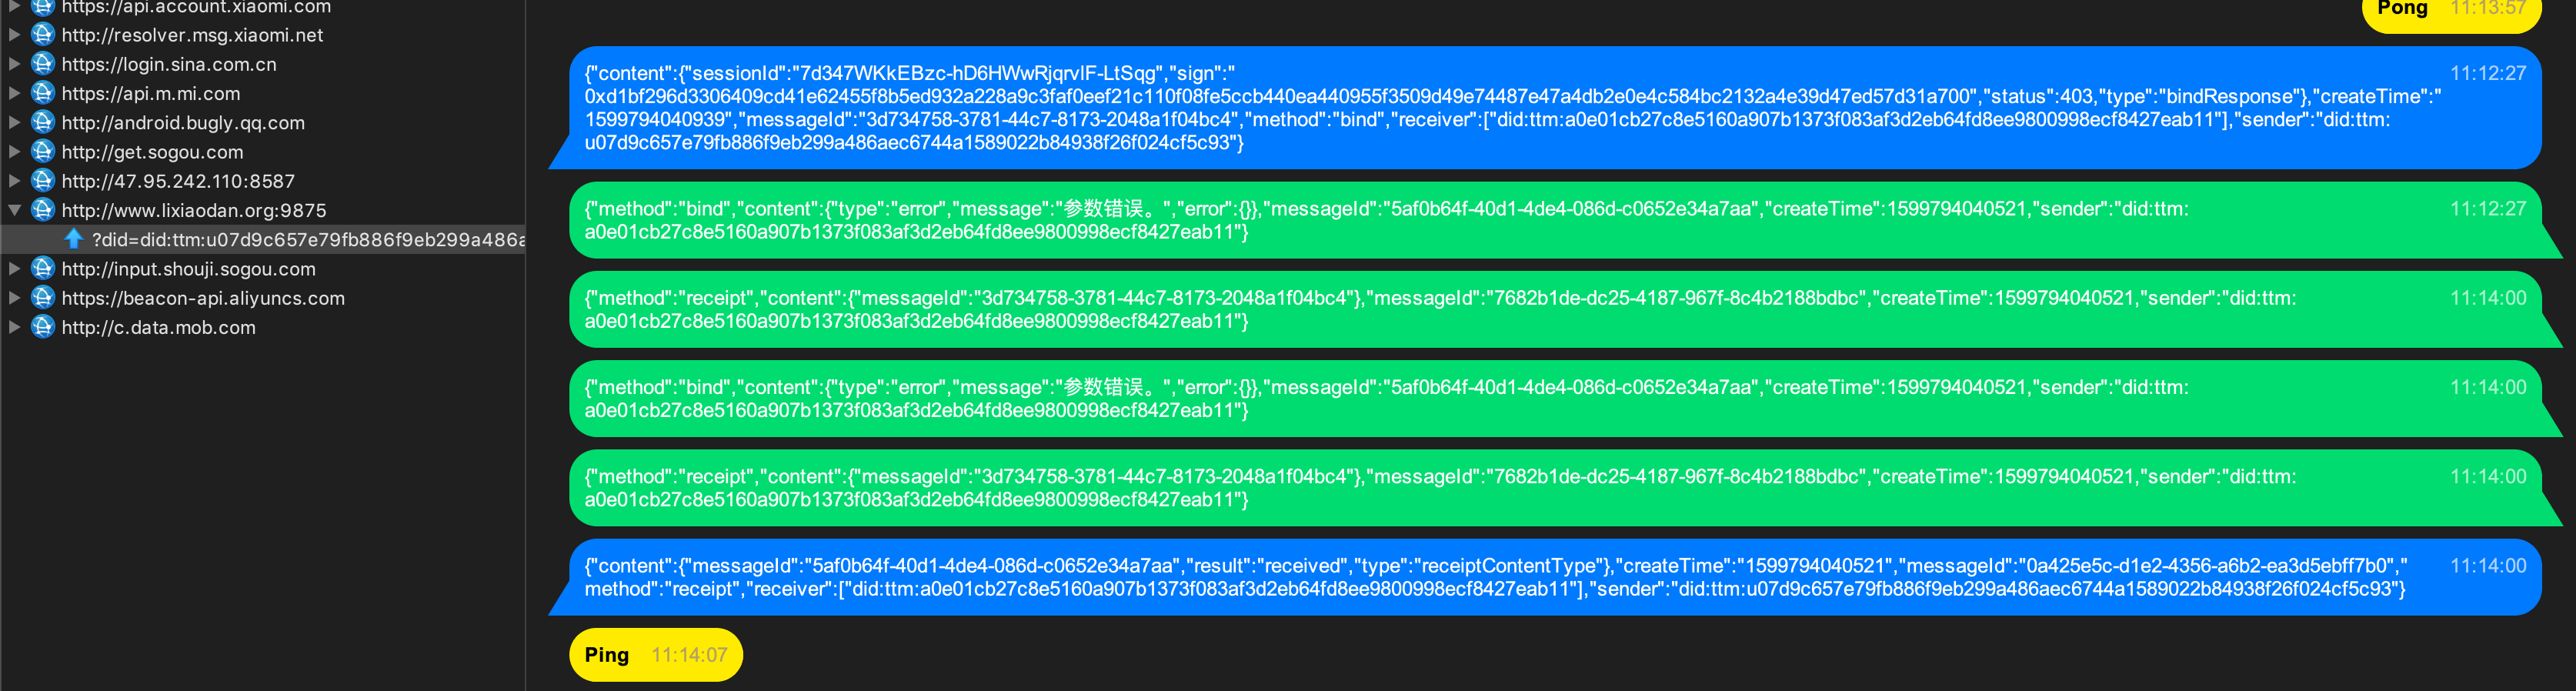 https://api.account.xiaomi.com
http://resolver.msg.xiaomi.net
https://login.sina.com.cn
https://api.m.mi.com
http://android.bugly.qq.com
http://get.sogou.com
http://47.95.242.110:8587
http://www.lixiaodan.org:9875
?did=did:ttm:u07d9c657e79fb886f9eb299a486a
http://input.shouji.sogou.com
https://beacon-api.aliyuncs.com
http://c.data.mob.com
Pong 11:13:57
{"content":{"sessionId":"7d347WKkEBzc-hD6HWwRjqrvlF-LtSqg","sign":" 11:12:27
0xd1bf296d3306409cd41e62455f8b5ed932a228a9c3faf0eef21c110f08fe5ccb440ea440955f3509d49e74487e47a4db2e0e4c584bc2132a4e39d47ed57d31a700","status":403,"type":"bindResponse"},"createTime":"
1599794040939","messageId":"3d734758-3781-44c7-8173-2048a1f04bc4","method":"bind","receiver":["did:ttm:a0e01cb27c8e5160a907b1373f083af3d2eb64fd8ee9800998ecf8427eab11"],"sender":"did:ttm:
u07d9c657e79fb886f9eb299a486aec6744a1589022b84938f26f024cf5c93"}
{"method":"bind","content":{"type":"error","message":"参数错误。","error":{}},"messageId":"5af0b64f-40d1-4de4-086d-c0652e34a7aa","createTime":1599794040521,"sender":"did:ttm: 11:12:27
a0e01cb27c8e5160a907b1373f083af3d2eb64fd8ee9800998ecf8427eab11"}
{"method":"receipt","content":{"messageId":"3d734758-3781-44c7-8173-2048a1f04bc4"},"messageId":"7682b1de-dc25-4187-967f-8c4b2188bdbc","createTime":1599794040521,"sender":"did:ttm: 11:14:00
a0e01cb27c8e5160a907b1373f083af3d2eb64fd8ee9800998ecf8427eab11"}
{"method":"bind","content":{"type":"error","message":"参数错误。","error":{}},"messageId":"5af0b64f-40d1-4de4-086d-c0652e34a7aa","createTime":1599794040521,"sender":"did:ttm: 11:14:00
a0e01cb27c8e5160a907b1373f083af3d2eb64fd8ee9800998ecf8427eab11"}
{"method":"receipt","content":{"messageId":"3d734758-3781-44c7-8173-2048a1f04bc4"},"messageId":"7682b1de-dc25-4187-967f-8c4b2188bdbc","createTime":1599794040521,"sender":"did:ttm: 11:14:00
a0e01cb27c8e5160a907b1373f083af3d2eb64fd8ee9800998ecf8427eab11"}
{"content":{"messageId":"5af0b64f-40d1-4de4-086d-c0652e34a7aa","result":"received","type":"receiptContentType"},"createTime":"1599794040521","messageId":"0a425e5c-d1e2-4356-a6b2-ea3d5ebff7b0"," 11:14:00
method":"receipt","receiver":["did:ttm:a0e01cb27c8e5160a907b1373f083af3d2eb64fd8ee9800998ecf8427eab11"],"sender":"did:ttm:u07d9c657e79fb886f9eb299a486aec6744a1589022b84938f26f024cf5c93"}
Ping 11:14:07